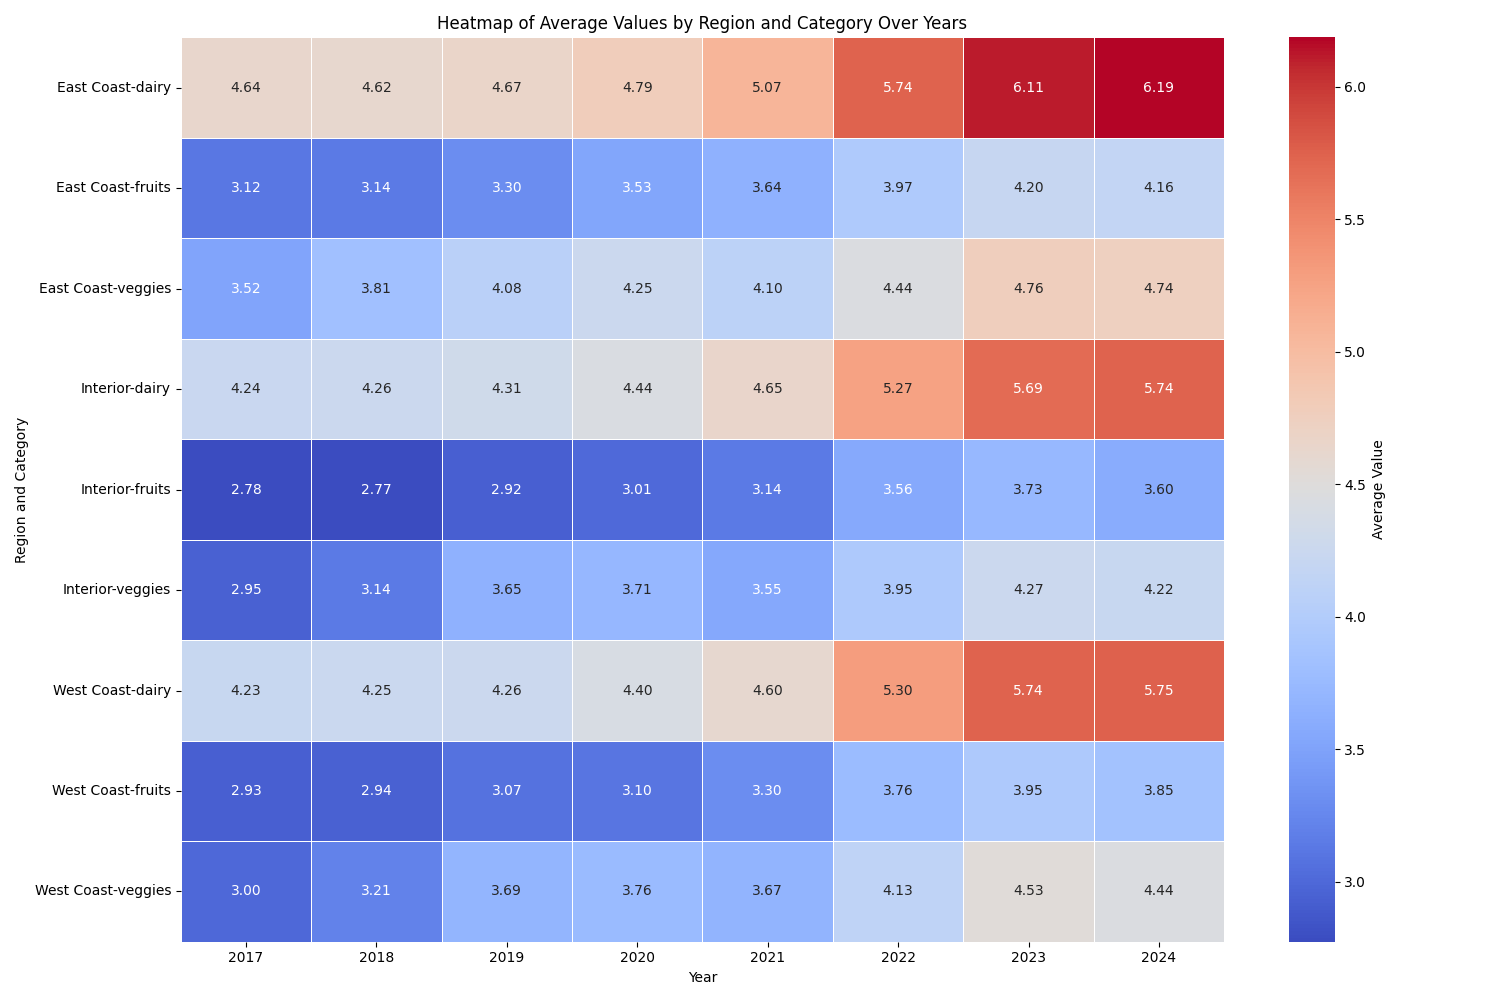 Heatmap of Average Values by Region and Category Over Years
East Coast-dairy 4.64 4.62 4.67 4.79 5.07 5.74 6.11 6.19
East Coast-fruits 3.12 3.14 3.30 3.53 3.64 3.97 4.20 4.16
East Coast-veggies 3.52 3.81 4.08 4.25 4.10 4.44 4.76 4.74
Interior-dairy 4.24 4.26 4.31 4.44 4.65 5.27 5.69 5.74
Interior-fruits 2.78 2.77 2.92 3.01 3.14 3.56 3.73 3.60
Interior-veggies 2.95 3.14 3.65 3.71 3.55 3.95 4.27 4.22
West Coast-dairy 4.23 4.25 4.26 4.40 4.60 5.30 5.74 5.75
West Coast-fruits 2.93 2.94 3.07 3.10 3.30 3.76 3.95 3.85
West Coast-veggies 3.00 3.21 3.69 3.76 3.67 4.13 4.53 4.44
2017 2018 2019 2020 2021 2022 2023 2024
Year
Region and Category
6.0
5.5
5.0
4.5
4.0
3.5
3.0
Average Value